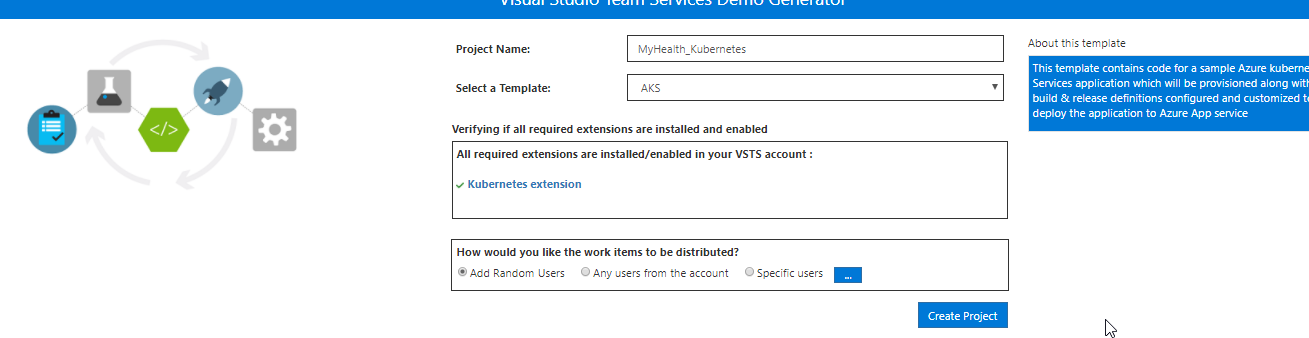 Visual Studio Team Services Demo Generator
Project Name:
MyHealth_Kubernetes
Select a Template:
AKS
Verifying if all required extensions are installed and enabled
All required extensions are installed/enabled in your VSTS account :
Kubernetes extension
How would you like the work items to be distributed?
Add Random Users
Any users from the account
Specific users
...
Create Project
About this template
This template contains code for a sample Azure
Services application which will be provisioned along
build & release definitions configured and customized
deploy the application to Azure App service